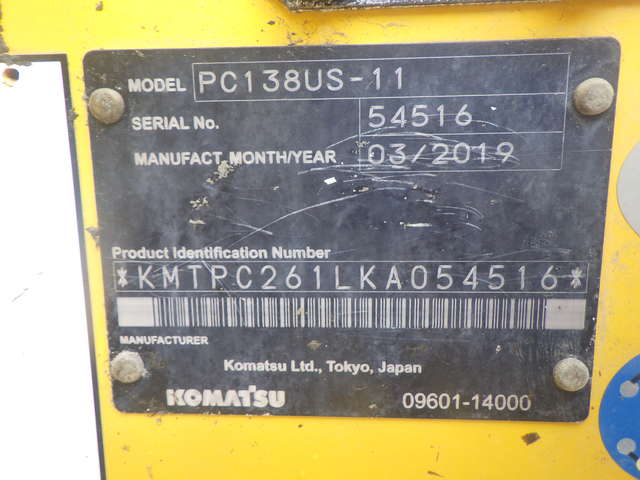 MODEL PC138US-11
SERIAL No. 54516
MANUFACT. MONTH/YEAR 03/2019
Product Identification Number
*KMTPC261LKA054516*
MANUFACTURER
Komatsu Ltd., Tokyo, Japan
KOMATSU 09601-14000